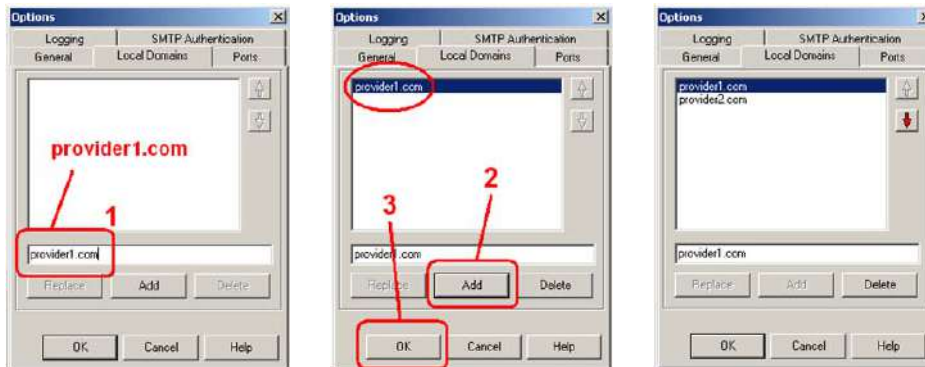 Options
Logging SMTP Authentication
General Local Domains Ports
provider1.com
1
provider1.com
Replace Add Delete
OK Cancel Help
Options
Logging SMTP Authentication
General Local Domains Ports
provider1.com
2
3
provider1.com
Replace Add Delete
OK Cancel Help
Options
Logging SMTP Authentication
General Local Domains Ports
provider1.com
provider2.com
provider1.com
Replace Add Delete
OK Cancel Help